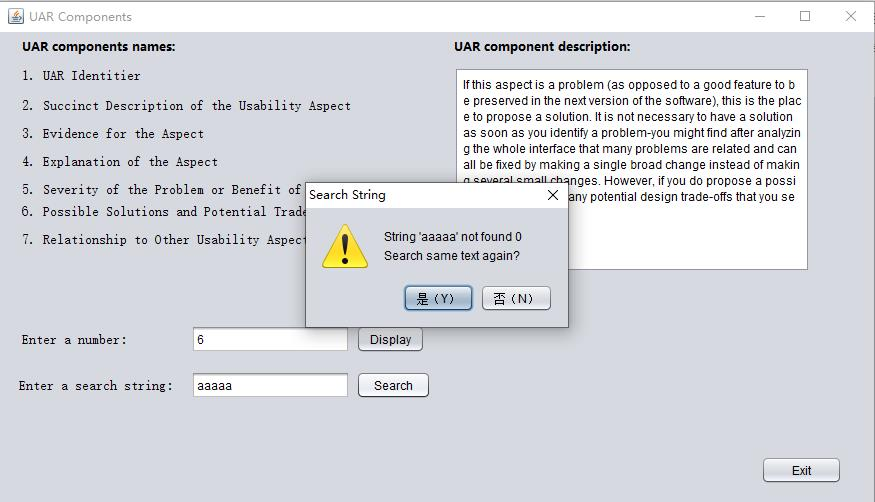 UAR Components
UAR components names:
UAR component description:
1. UAR Identitier
2. Succinct Description of the Usability Aspect
3. Evidence for the Aspect
4. Explanation of the Aspect
5. Severity of the Problem or Benefit of
6. Possible Solutions and Potential Trade
7. Relationship to Other Usability Aspect
If this aspect is a problem (as opposed to a good feature to b
e preserved in the next version of the software), this is the plac
e to propose a solution. It is not necessary to have a solution
as soon as you identify a problem-you might find after analyzin
g the whole interface that many problems are related and can
all be fixed by making a single broad change instead of makin
g several small changes. However, if you do propose a possi
any potential design trade-offs that you se
Search String
String 'aaaaa' not found 0
Search same text again?
是(Y)
否(N)
Enter a number:
6
Display
Enter a search string:
aaaaa
Search
Exit